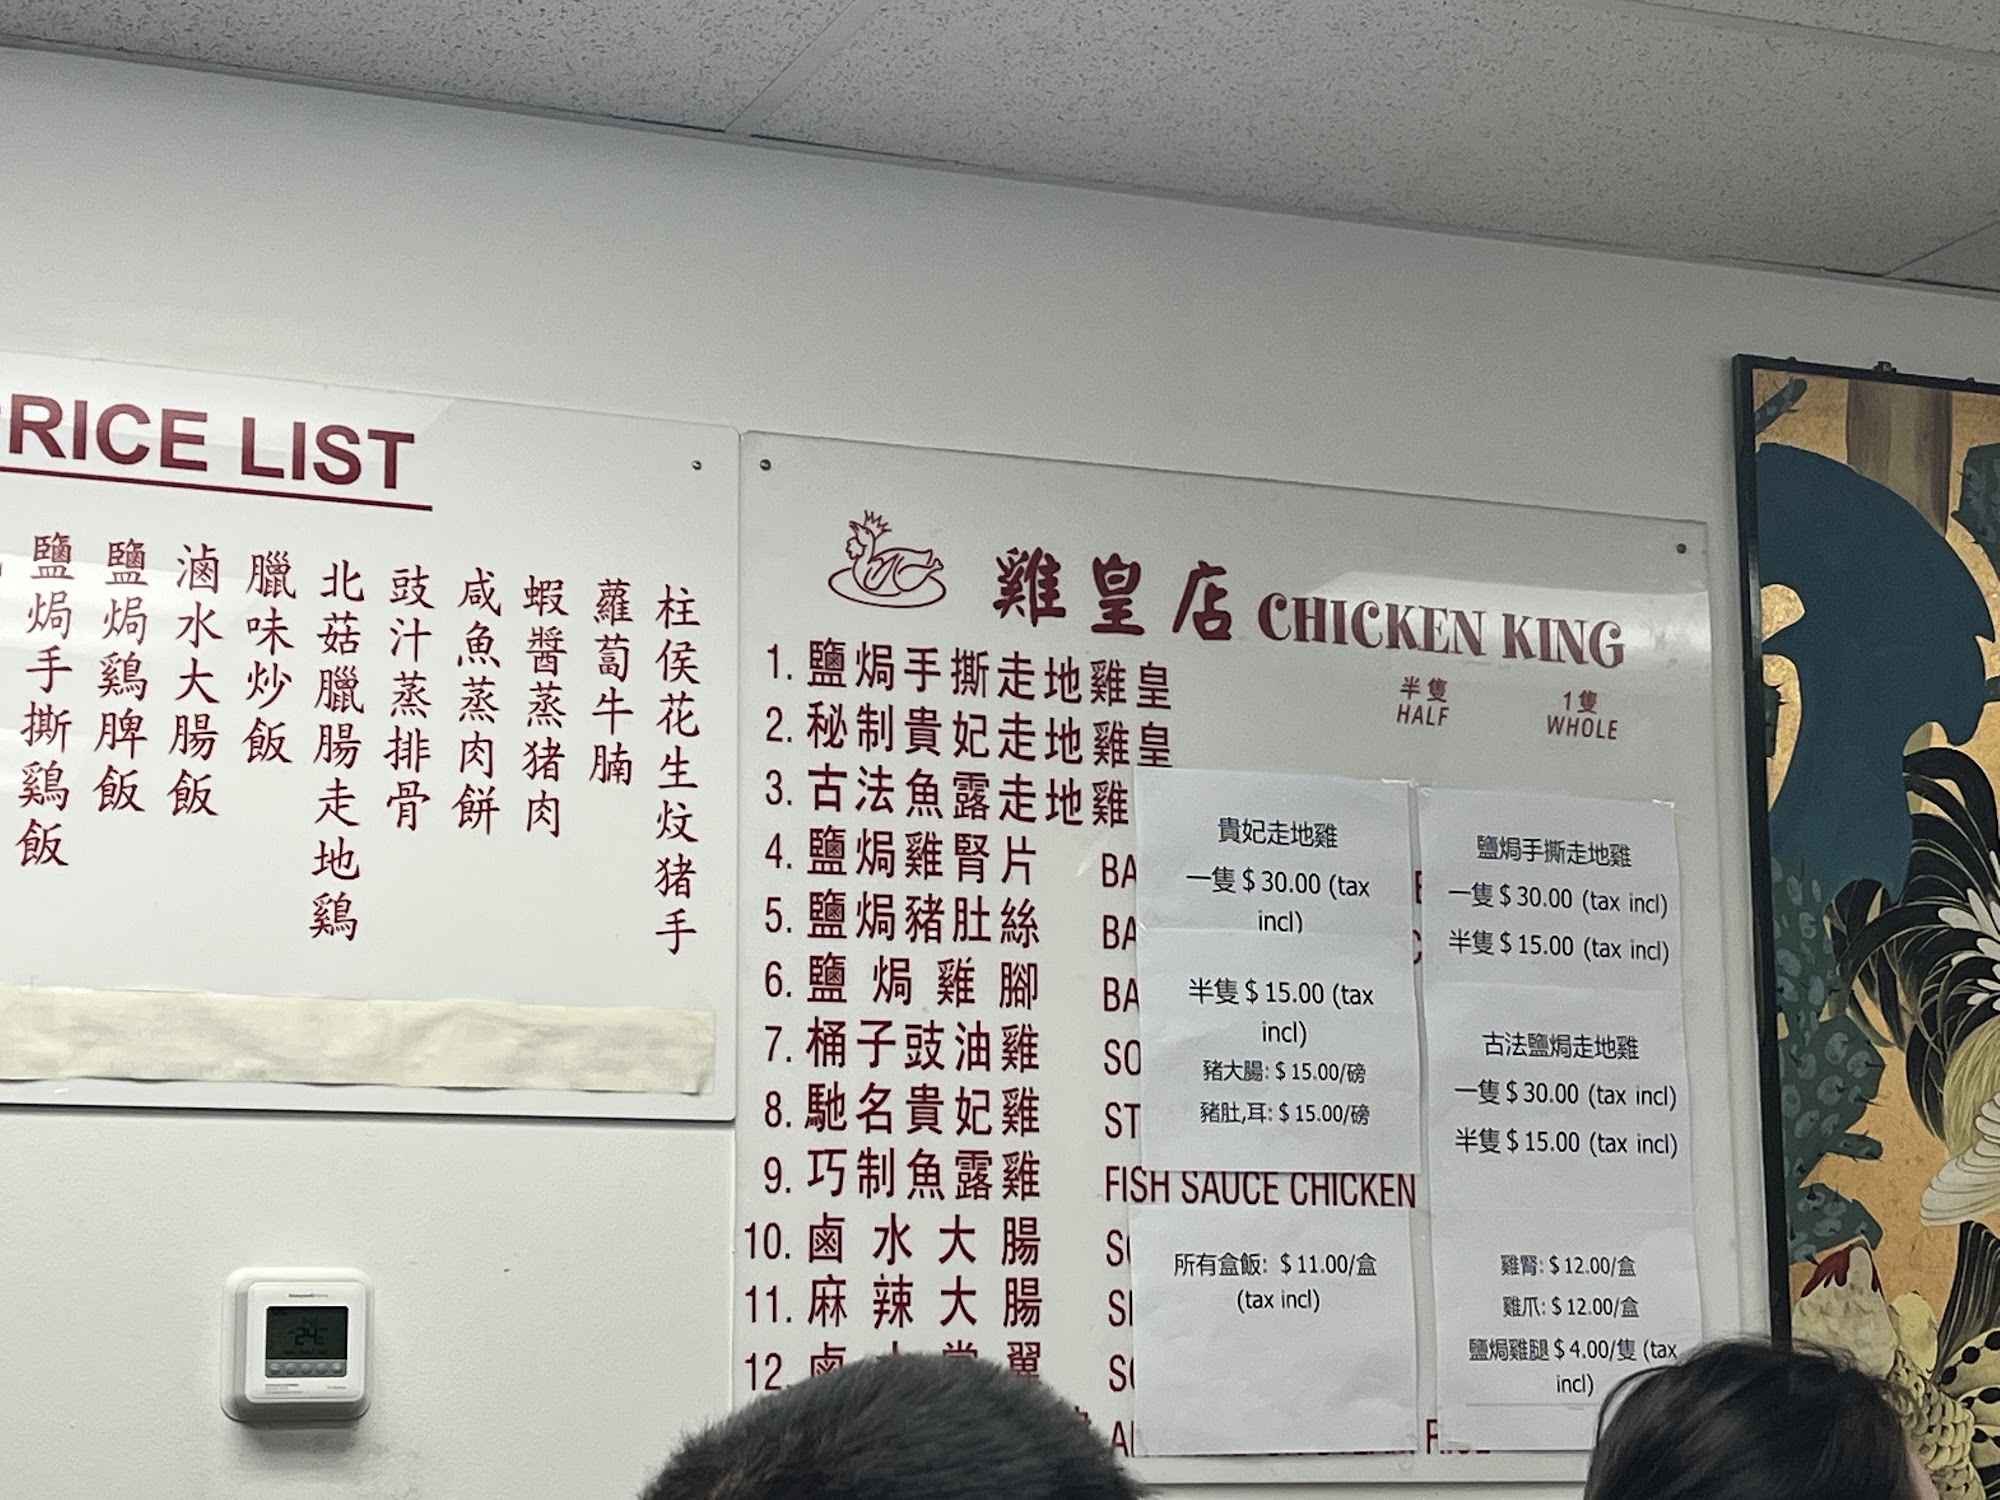 RICE LIST
鹽焗手撕鷄飯
鹽焗鷄脾飯
滷水大腸飯
臘味炒飯
北菇臘腸走地鷄
豉汁蒸排骨
咸魚蒸肉餅
蝦醬蒸猪肉
蘿蔔牛腩
柱侯花生炆猪手
雞皇店 CHICKEN KING
半隻 1隻
HALF WHOLE
1. 鹽焗手撕走地雞皇
2. 秘制貴妃走地雞皇
3. 古法魚露走地雞
4. 鹽焗雞腎片 BA
5. 鹽焗豬肚絲 BA
6. 鹽焗雞腳 BA
7. 桶子豉油雞 SO
8. 馳名貴妃雞 ST
9. 巧制魚露雞 FISH SAUCE CHICKEN
10. 鹵水大腸
11. 麻辣大腸
12. 鹵 翼
貴妃走地雞
一隻 $ 30.00 (tax
incl)
半隻 $ 15.00 (tax
incl)
豬大腸: $ 15.00/磅
豬肚,耳: $ 15.00/磅
所有盒飯: $ 11.00/盒
(tax incl)
鹽焗手撕走地雞
一隻 $ 30.00 (tax incl)
半隻 $ 15.00 (tax incl)
古法鹽焗走地雞
一隻 $ 30.00 (tax incl)
半隻 $ 15.00 (tax incl)
雞腎: $ 12.00/盒
雞爪: $ 12.00/盒
鹽焗雞腿 $ 4.00/隻 (tax
incl)